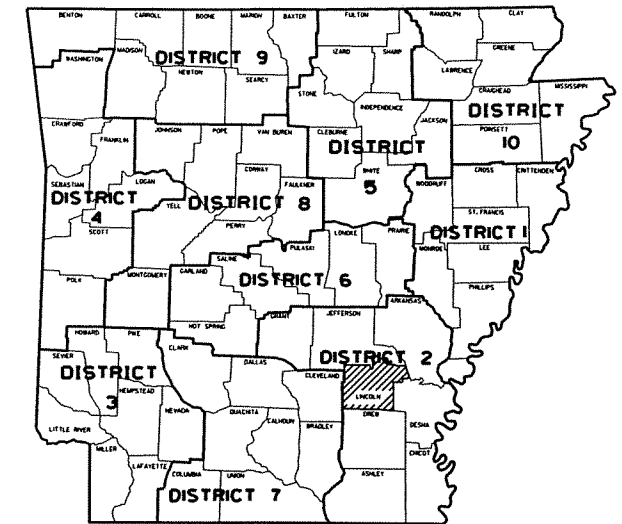 BENTON CARROLL BOONE MARION BAXTER FULTON RANDOLPH CLAY
MADISON IZARD SHARP GREENE
WASHINGTON DISTRICT 9 LAWRENCE
NEWTON SEARCY STONE CRAIGHEAD MISSISSIPPI
INDEPENDENCE DISTRICT
CRAWFORD JOHNSON POPE VAN BUREN CLEBURNE JACKSON POINSETT 10
FRANKLIN DISTRICT
CONWAY WHITE CROSS CRITTENDEN
SEBASTIAN LOGAN FAULKNER 5 WOODRUFF
DISTRICT YELL DISTRICT 8 ST. FRANCIS
4 PERRY DISTRICT 1
SCOTT PULASKI LONOKE PRAIRIE
SALINE MONROE LEE
POLK MONTGOMERY GARLAND DISTRICT 6 PHILLIPS
HOT SPRING GRANT JEFFERSON ARKANSAS
HOWARD PIKE
SEVIER CLARK DISTRICT 2
DISTRICT DALLAS CLEVELAND
3 HEMPSTEAD LINCOLN
NEVADA OUACHITA DREW
LITTLE RIVER CALHOUN BRADLEY DESHA
MILLER CHICOT
LAFAYETTE COLUMBIA UNION ASHLEY
DISTRICT 7